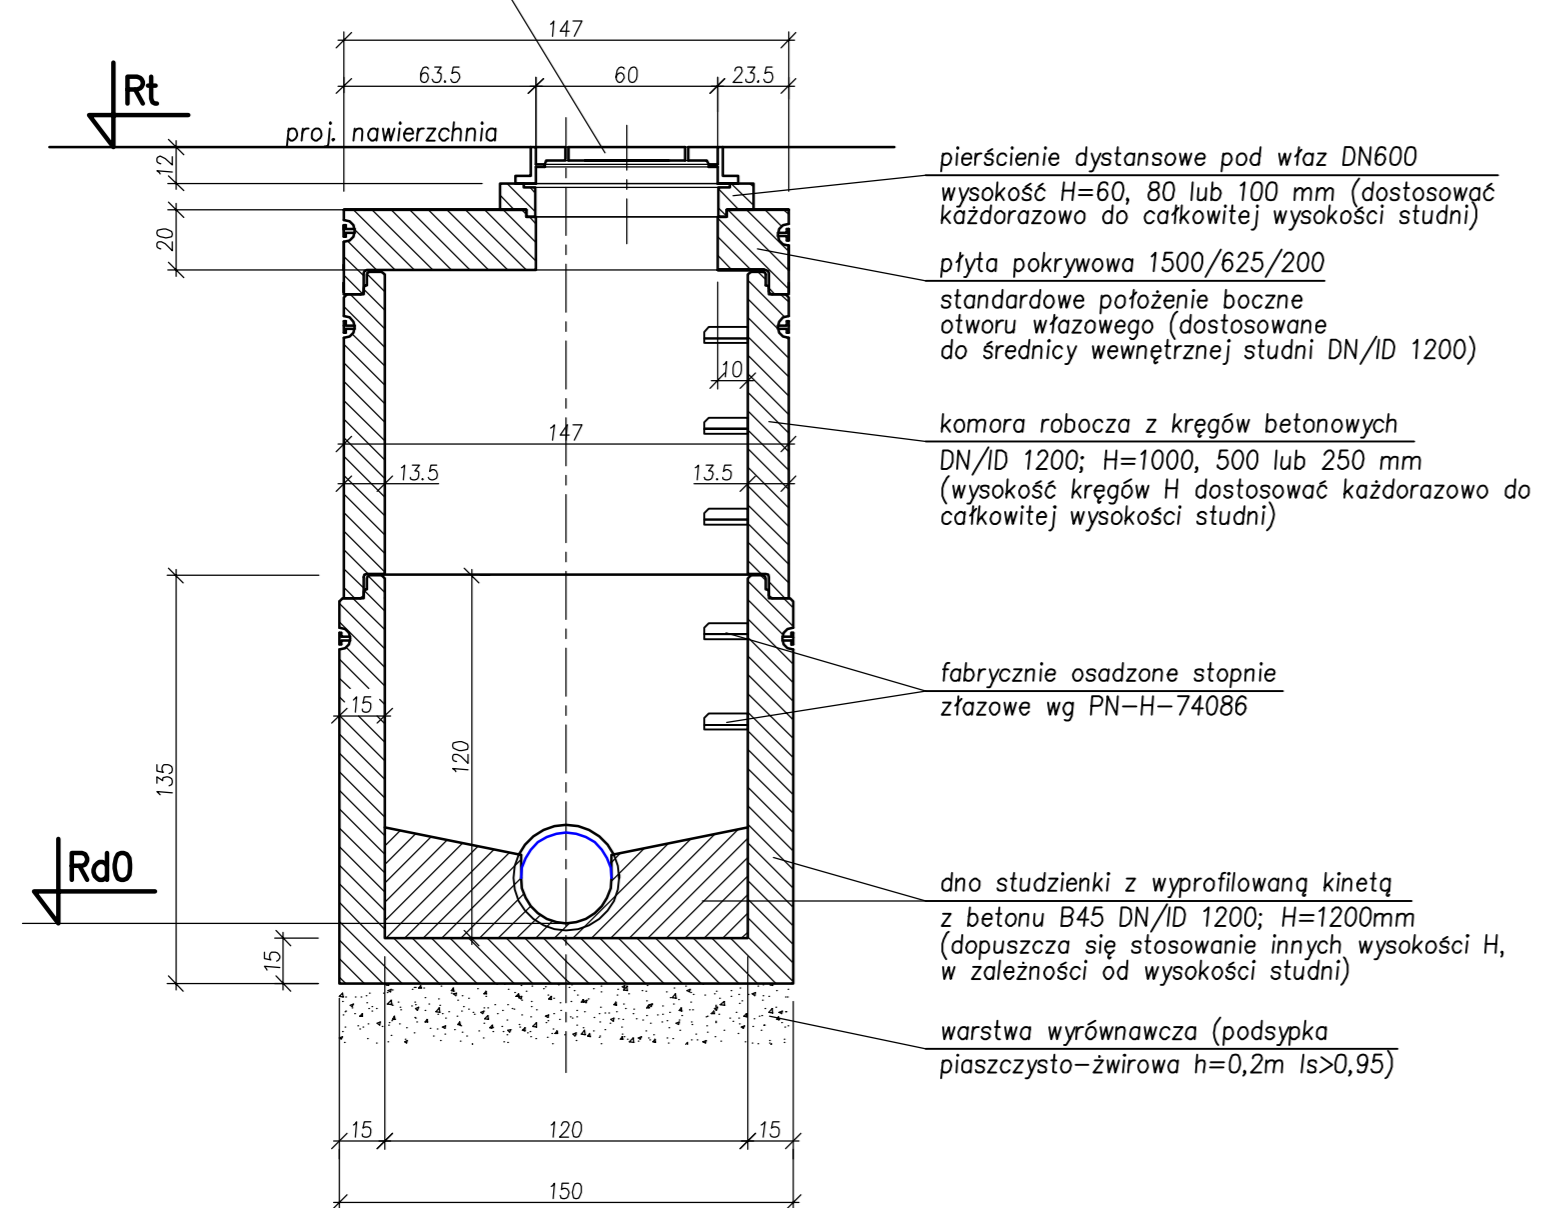 147
63.5
60
23.5
Rt
proj. nawierzchnia
12
20
pierścienie dystansowe pod właz DN600
wysokość H=60, 80 lub 100 mm (dostosować
każdorazowo do całkowitej wysokości studni)
płyta pokrywowa 1500/625/200
standardowe położenie boczne
otworu włazowego (dostosowane
do średnicy wewnętrznej studni DN/ID 1200)
10
147
13.5
13.5
komora robocza z kręgów betonowych
DN/ID 1200; H=1000, 500 lub 250 mm
(wysokość kręgów H dostosować każdorazowo do
całkowitej wysokości studni)
fabrycznie osadzone stopnie
złazowe wg PN-H-74086
15
120
135
Rd0
15
dno studzienki z wyprofilowaną kinetą
z betonu B45 DN/ID 1200; H=1200mm
(dopuszcza się stosowanie innych wysokości H,
w zależności od wysokości studni)
warstwa wyrównawcza (podsypka
piaszczysto-żwirowa h=0,2m Is>0,95)
15
120
15
150